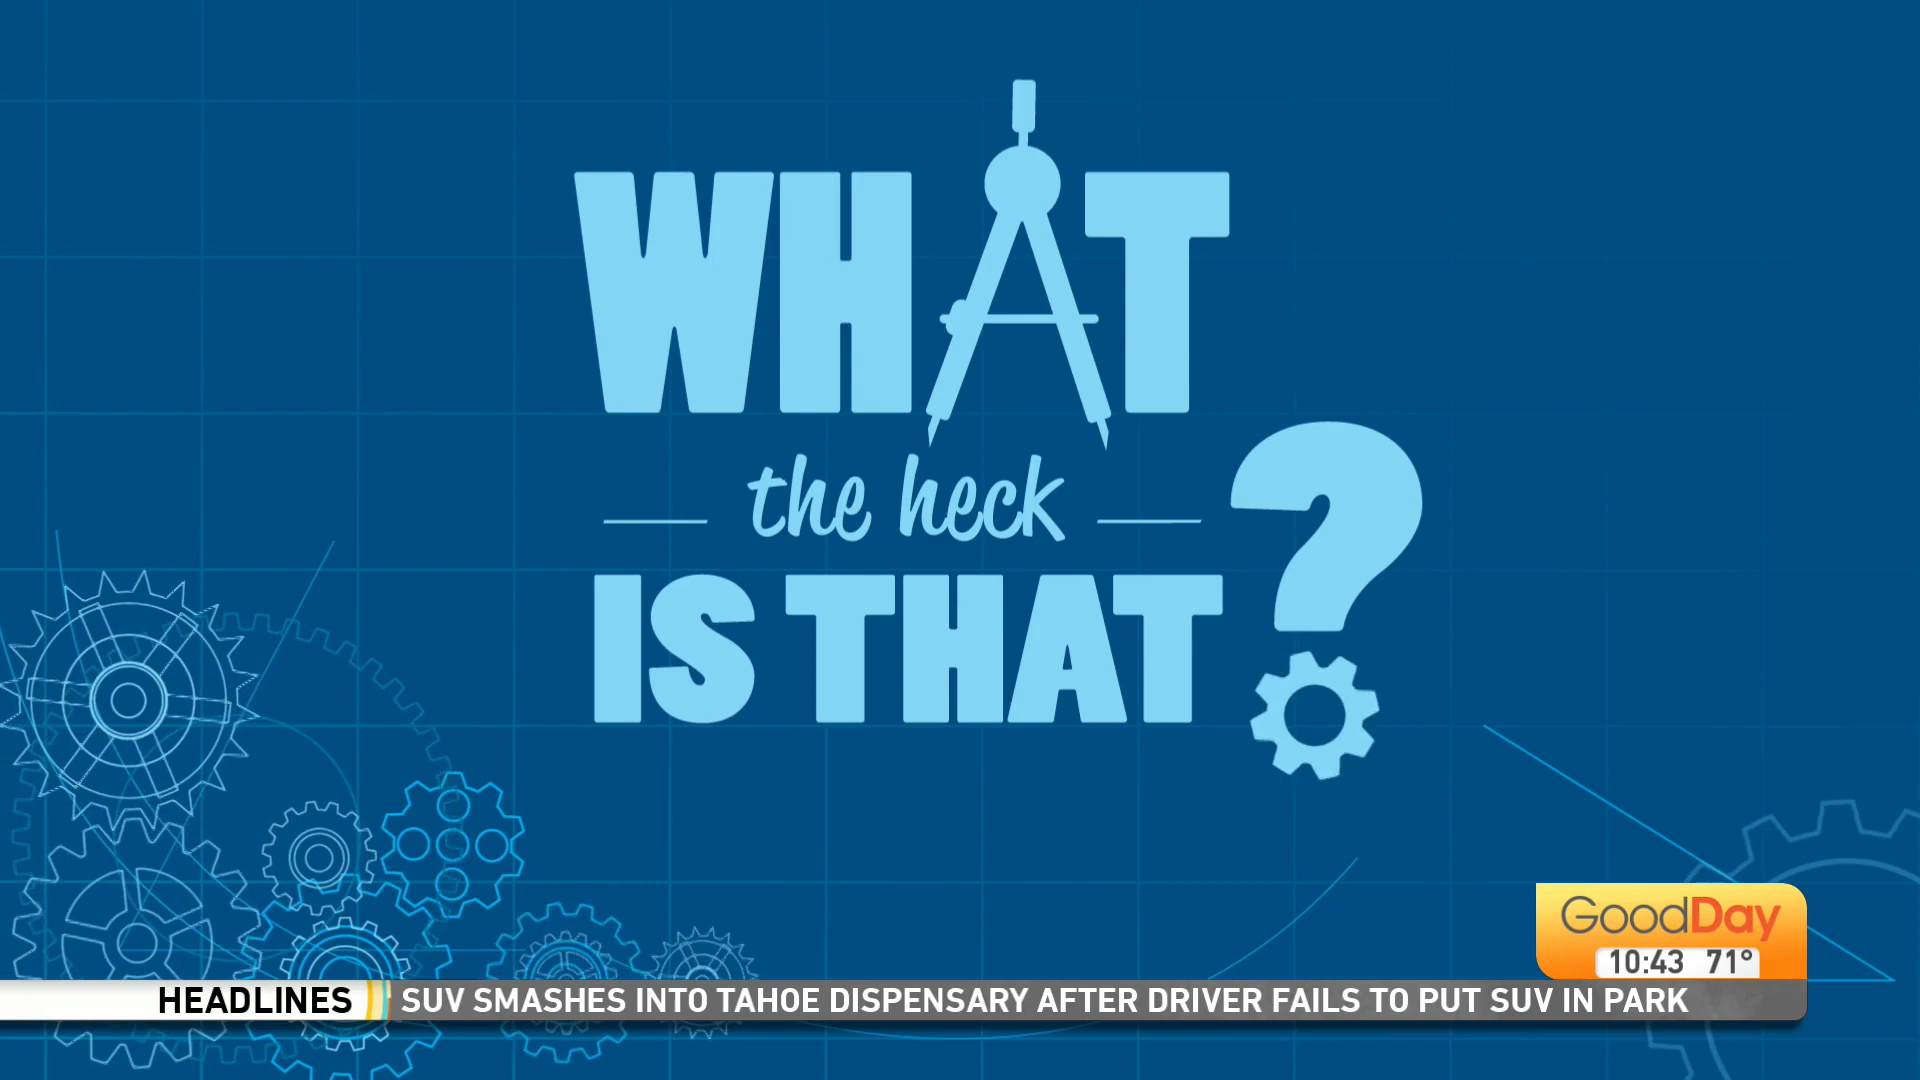 WHAT
the heck
IS THAT?
GoodDay
10:43 71°
HEADLINES SUV SMASHES INTO TAHOE DISPENSARY AFTER DRIVER FAILS TO PUT SUV IN PARK